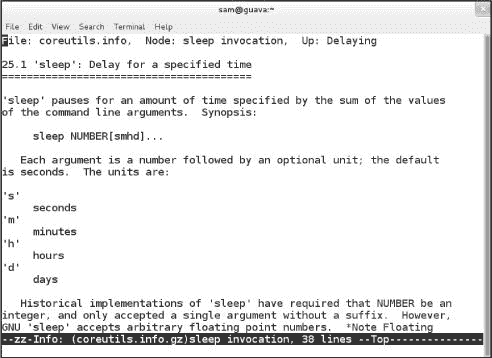 sam@guava:~
File Edit View Search Terminal Help
File: coreutils.info,  Node: sleep invocation,  Up: Delaying
25.1 'sleep': Delay for a specified time
========================================
'sleep' pauses for an amount of time specified by the sum of the values
of the command line arguments.  Synopsis:
sleep NUMBER[smhd]...
Each argument is a number followed by an optional unit; the default
is seconds.  The units are:
's'
seconds
'm'
minutes
'h'
hours
'd'
days
Historical implementations of 'sleep' have required that NUMBER be an
integer, and only accepted a single argument without a suffix.  However,
GNU 'sleep' accepts arbitrary floating point numbers.  *Note Floating
--zz-Info: (coreutils.info.gz)sleep invocation, 38 lines --Top---------------